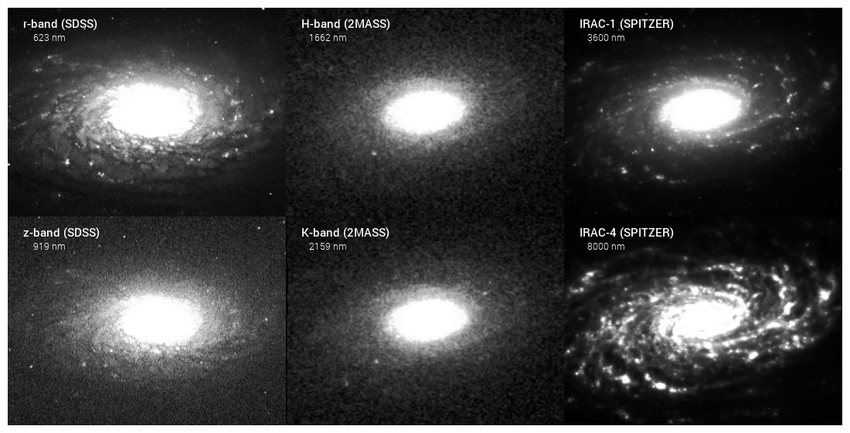 r-band (SDSS)
623 nm
H-band (2MASS)
1662 nm
IRAC-1 (SPITZER)
3600 nm
z-band (SDSS)
919 nm
K-band (2MASS)
2159 nm
IRAC-4 (SPITZER)
8000 nm